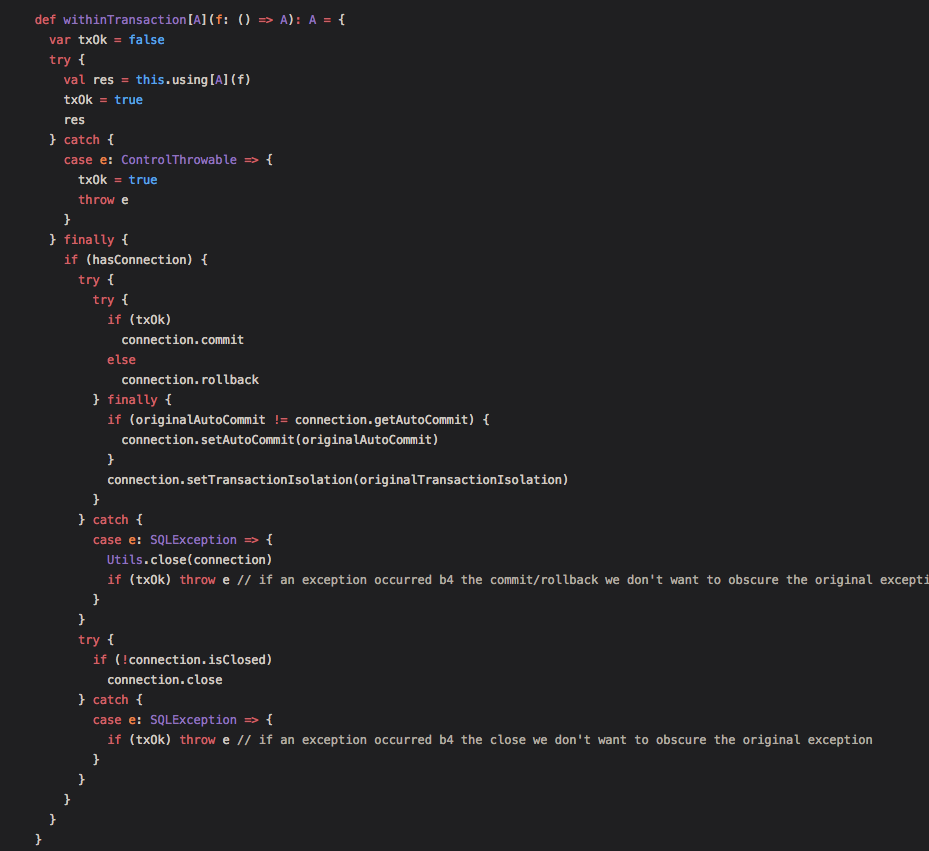 def withinTransaction[A](f: () => A): A = {
  var txOk = false
  try {
    val res = this.using[A](f)
    txOk = true
    res
  } catch {
    case e: ControlThrowable => {
      txOk = true
      throw e
    }
  } finally {
    if (hasConnection) {
      try {
        try {
          if (txOk)
            connection.commit
          else
            connection.rollback
        } finally {
          if (originalAutoCommit != connection.getAutoCommit) {
            connection.setAutoCommit(originalAutoCommit)
          }
          connection.setTransactionIsolation(originalTransactionIsolation)
        }
      } catch {
        case e: SQLException => {
          Utils.close(connection)
          if (txOk) throw e // if an exception occurred b4 the commit/rollback we don't want to obscure the original
        }
      }
      try {
        if (!connection.isClosed)
          connection.close
      } catch {
        case e: SQLException => {
          if (txOk) throw e // if an exception occurred b4 the close we don't want to obscure the original exception
        }
      }
    }
  }
}